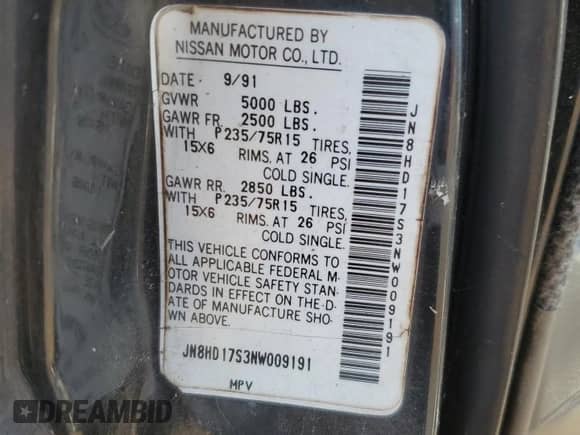 MANUFACTURED BY
NISSAN MOTOR CO., LTD.
DATE 9/91
GVWR 5000 LBS.
GAWR FR. 2500 LBS.
WITH P235/75R15 TIRES,
15X6 RIMS. AT 26 PSI
COLD SINGLE.
GAWR RR. 2850 LBS.
WITH P235/75R15 TIRES,
15X6 RIMS. AT 26 PSI
COLD SINGLE.
THIS VEHICLE CONFORMS TO
ALL APPLICABLE FEDERAL M-
OTOR VEHICLE SAFETY STAN-
DARDS IN EFFECT ON THE D-
ATE OF MANUFACTURE SHO-
WN ABOVE.
JN8HD17S3NW009191
MPV
JN8HD17S3NW009191
DREAMBID